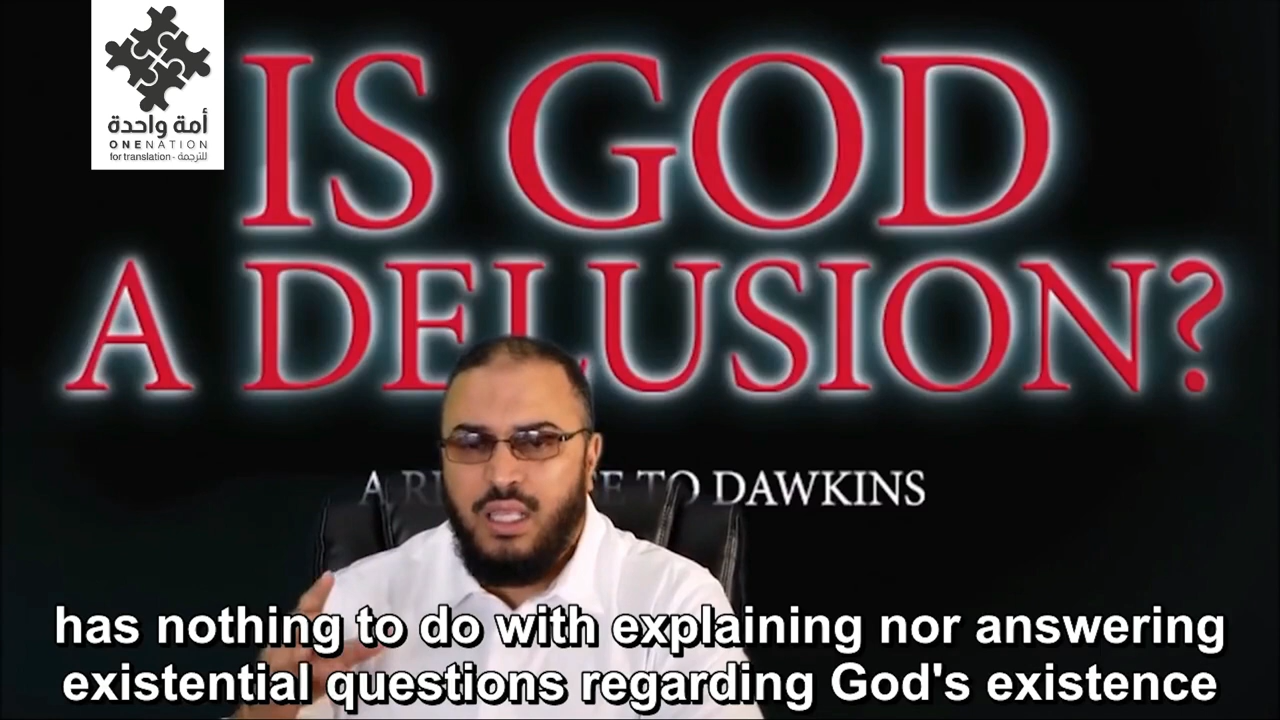 أمة واحدة
ONENATION
for translation - للترجمة
IS GOD
A DELUSION?
A TO DAWKINS
has nothing to do with explaining nor answering
existential questions regarding God's existence